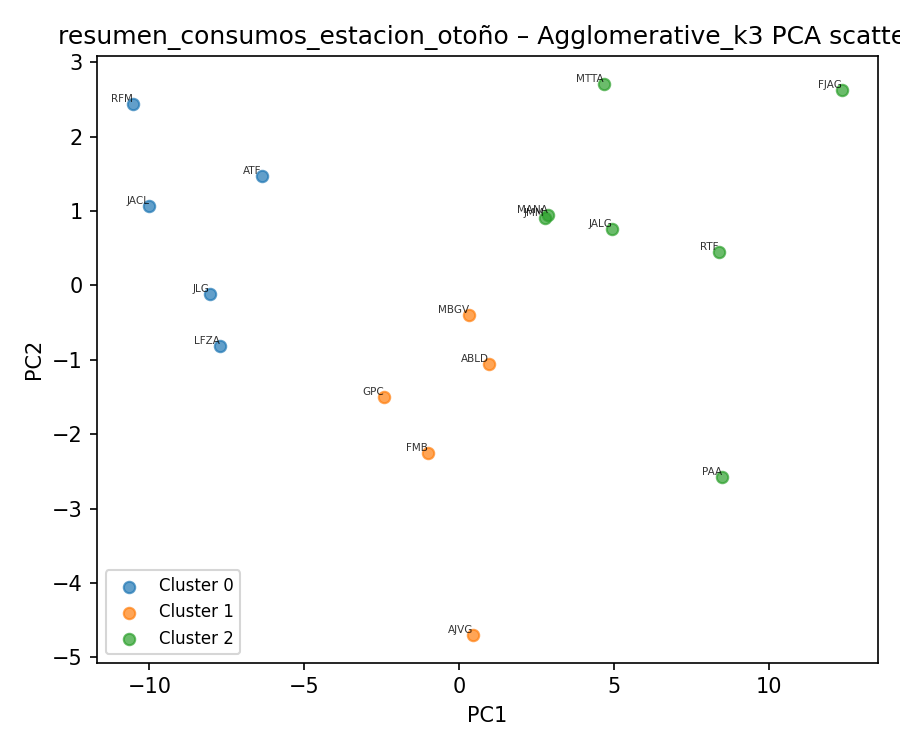 resumen_consumos_estacion_otoño – Agglomerative_k3 PCA scatte
3
2
1
0
−1
−2
−3
−4
−5
PC2
RFM
MTTA
FJAG
ATF
JACL
MANA
JALG
RTF
JLG
MBGV
LFZA
ABLD
GPC
FMB
PAA
AJVG
Cluster 0
Cluster 1
Cluster 2
−10
−5
0
5
10
PC1